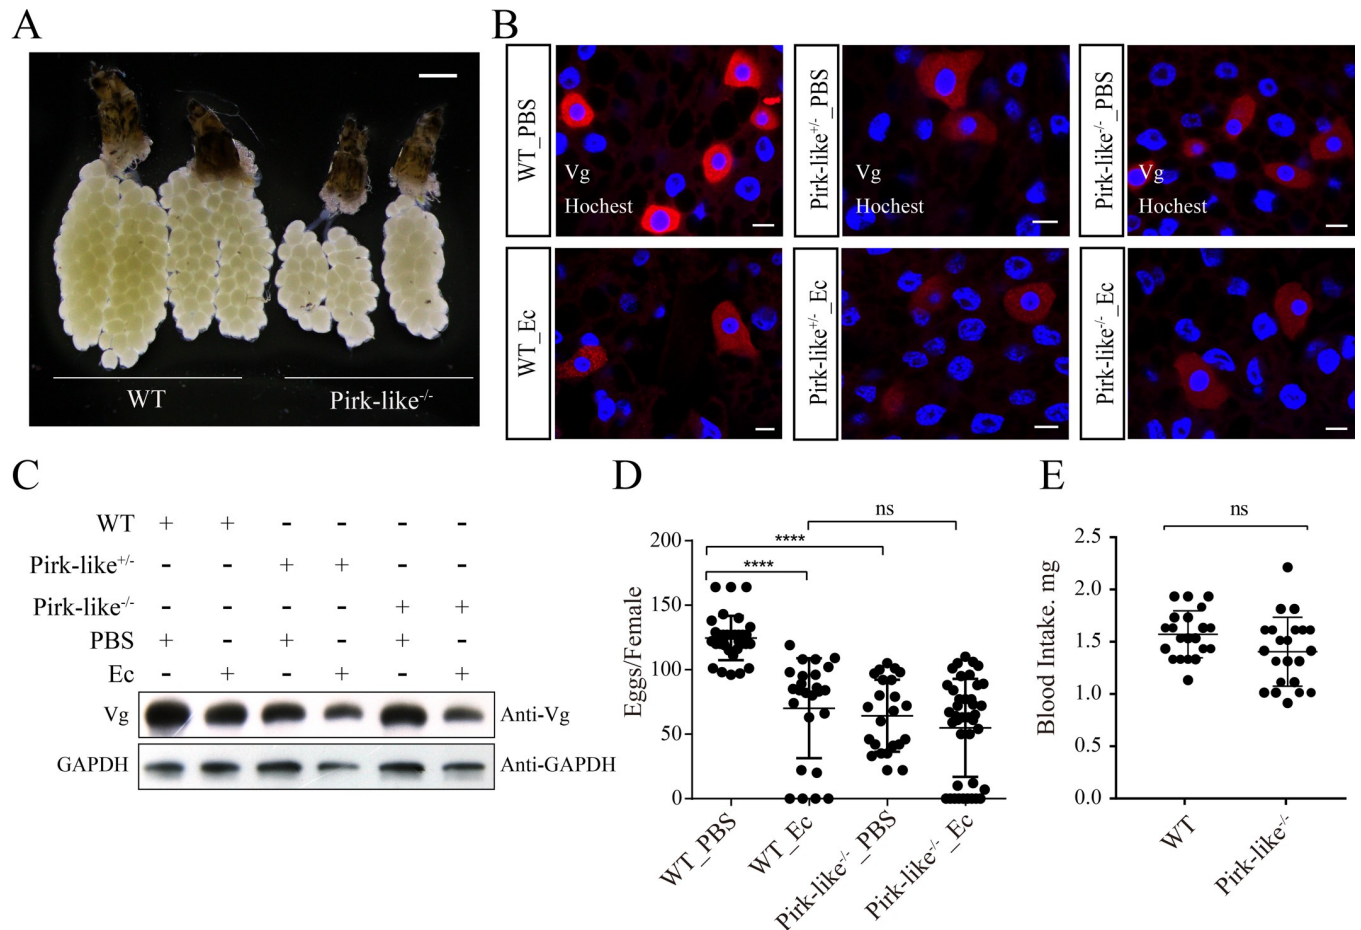 A
WT
Pirk-like-/-
B
WT_PBS
Vg
Hochest
Pirk-like+/-_PBS
Vg
Hochest
Pirk-like-/-_PBS
Vg
Hochest
WT_Ec
Pirk-like+/-_Ec
Pirk-like-/-_Ec
C
WT + + - - - -
Pirk-like+/- - - + + - -
Pirk-like-/- - - - - + +
PBS + - + - + -
Ec - + - + - +
Vg Anti-Vg
GAPDH Anti-GAPDH
D
ns
****
****
200
150
100
50
0
Eggs/Female
WT_PBS
WT_Ec
Pirk-like-/-_PBS
Pirk-like-/-_Ec
E
ns
2.5
2.0
1.5
1.0
0.5
0.0
Blood Intake. mg
WT
Pirk-like-/-